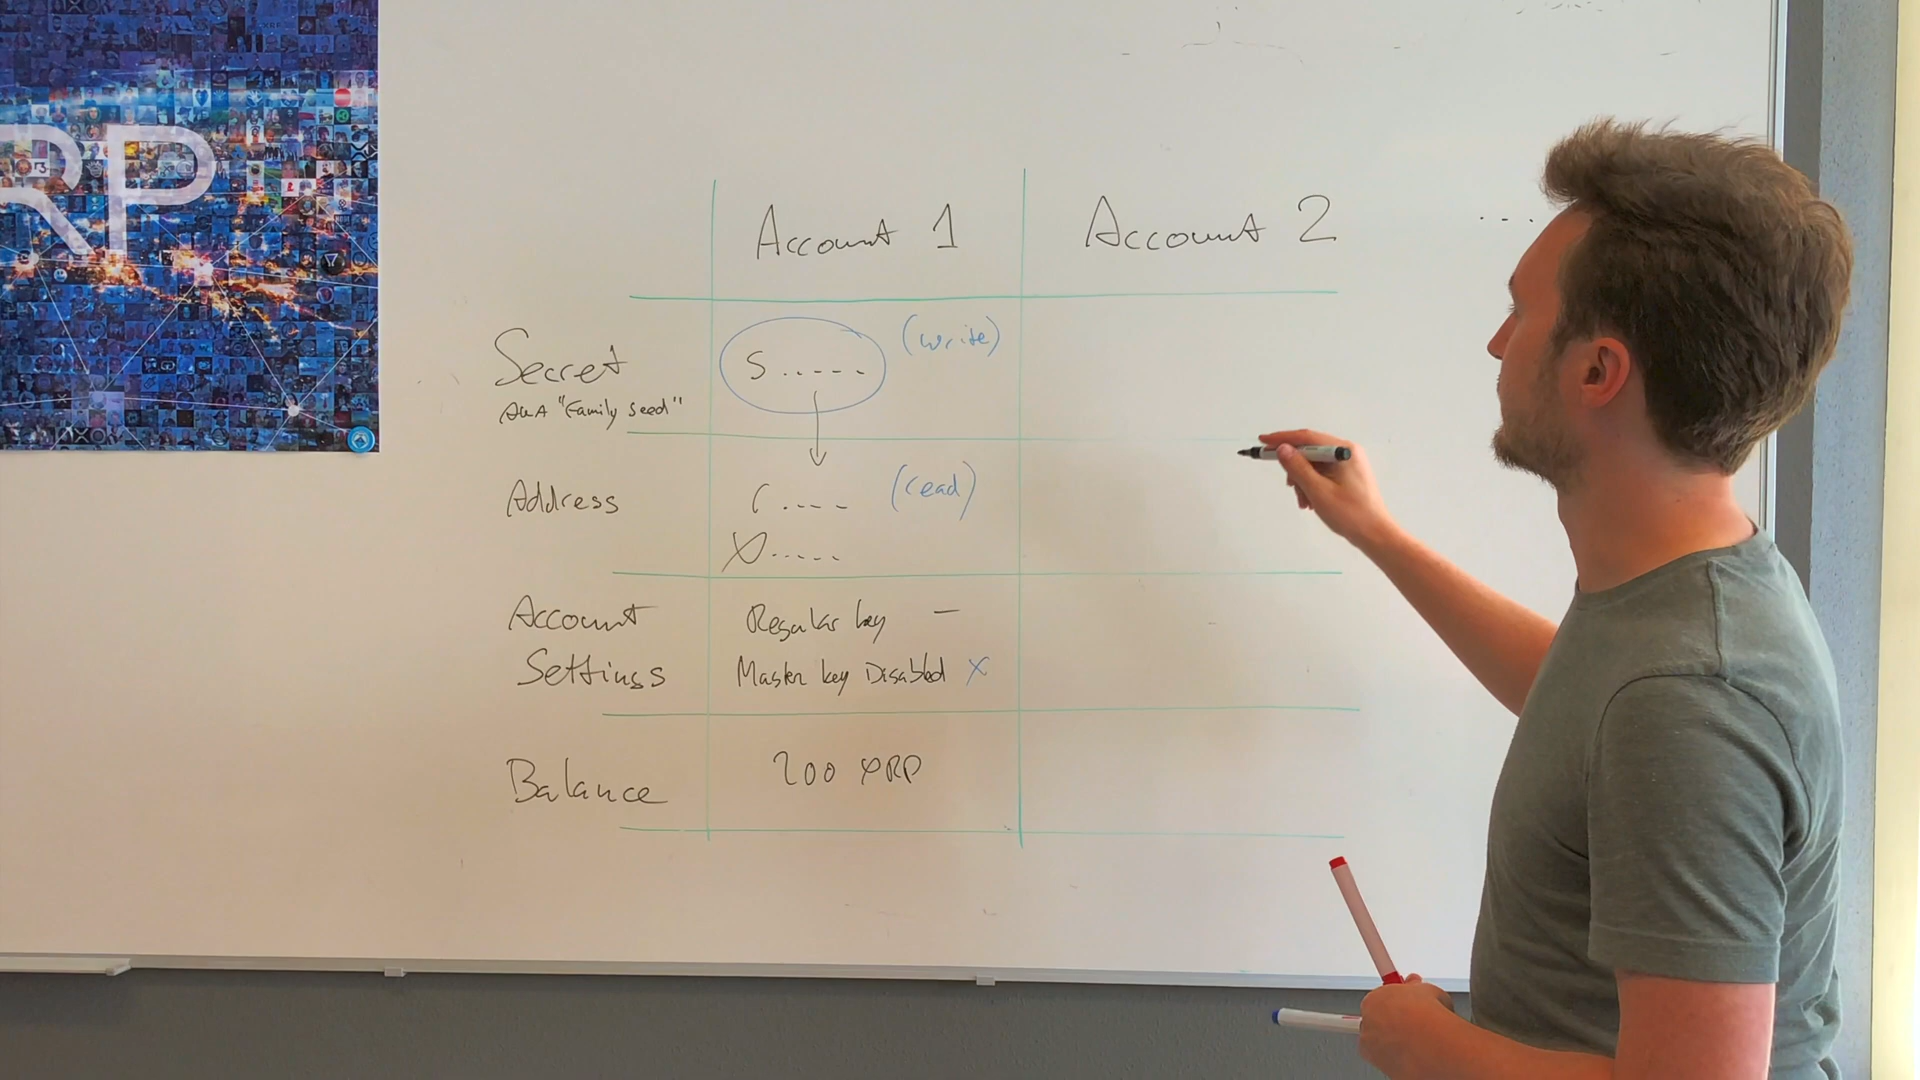 RP
Account 1
Account 2
...
Secret
AKA "Family Seed"
S.....
(write)
Address
r....
(read)
X.....
Account
Settings
Regular key —
Master key Disabled X
Balance
200 XRP